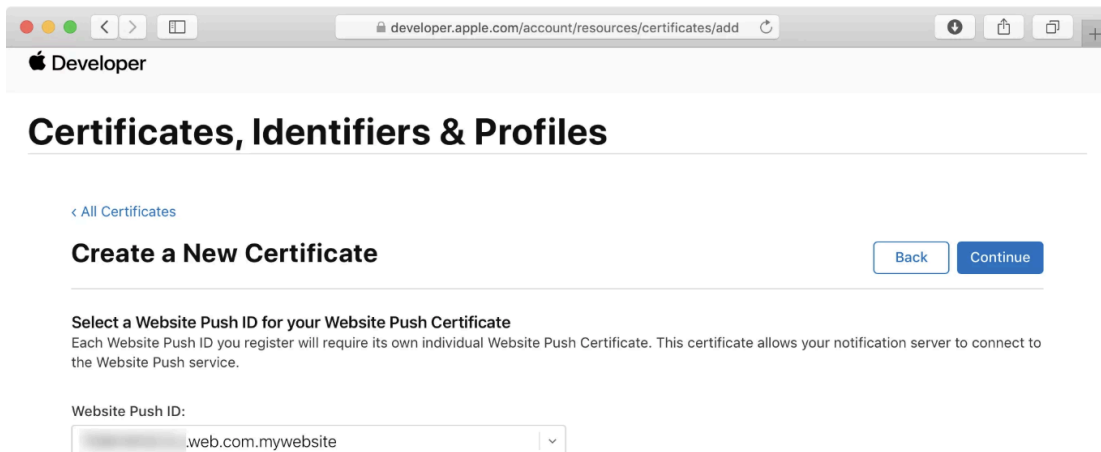 developer.apple.com/account/resources/certificates/add
Developer
Certificates, Identifiers & Profiles
‹ All Certificates
Create a New Certificate
Back
Continue
Select a Website Push ID for your Website Push Certificate
Each Website Push ID you register will require its own individual Website Push Certificate. This certificate allows your notification server to connect to
the Website Push service.
Website Push ID:
.web.com.mywebsite